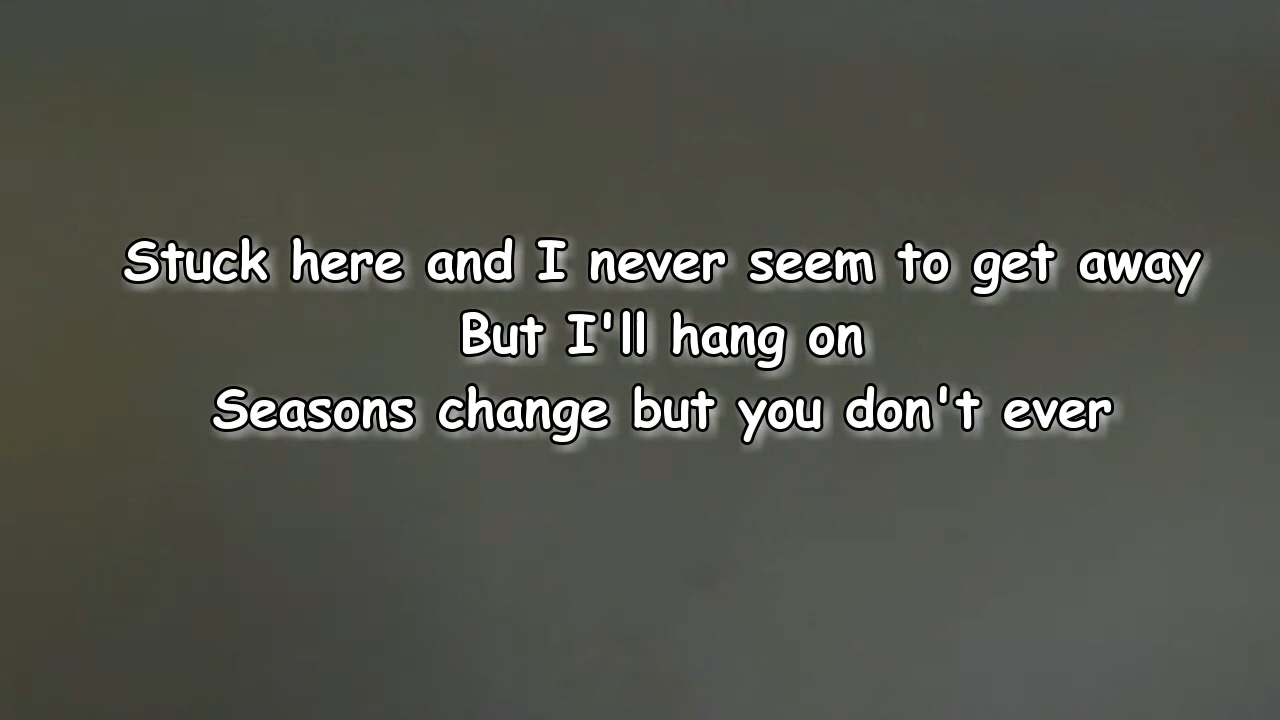 Stuck here and I never seem to get away
But I'll hang on
Seasons change but you don't ever